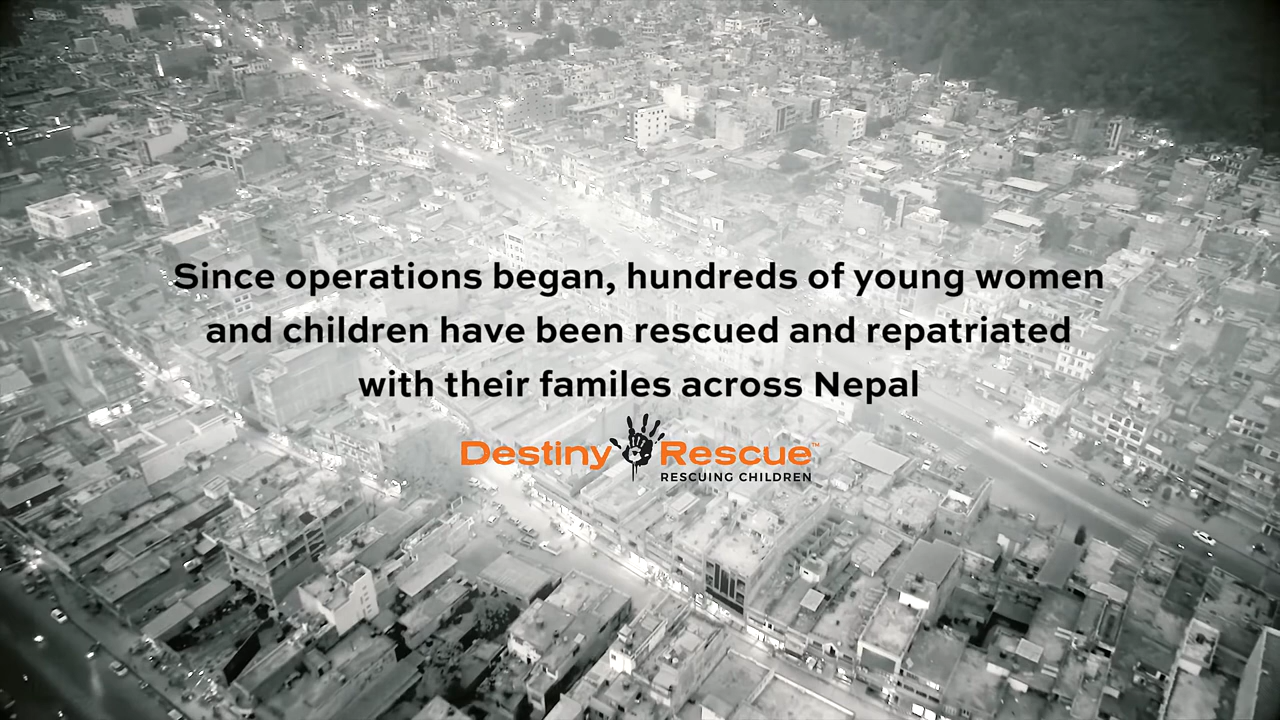 Since operations began, hundreds of young women
and children have been rescued and repatriated
with their familes across Nepal
Destiny Rescue™
RESCUING CHILDREN